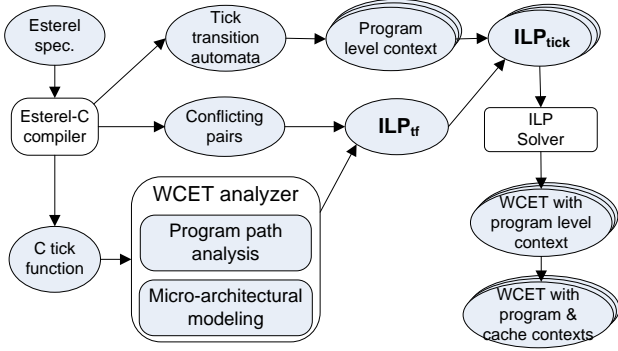 Esterel
spec.
Tick
transition
automata
Program
level context
ILPtick
Esterel-C
compiler
Conflicting
pairs
ILPtf
ILP
Solver
WCET analyzer
Program path
analysis
Micro-architectural
modeling
C tick
function
WCET with
program level
context
WCET with
program &
cache contexts